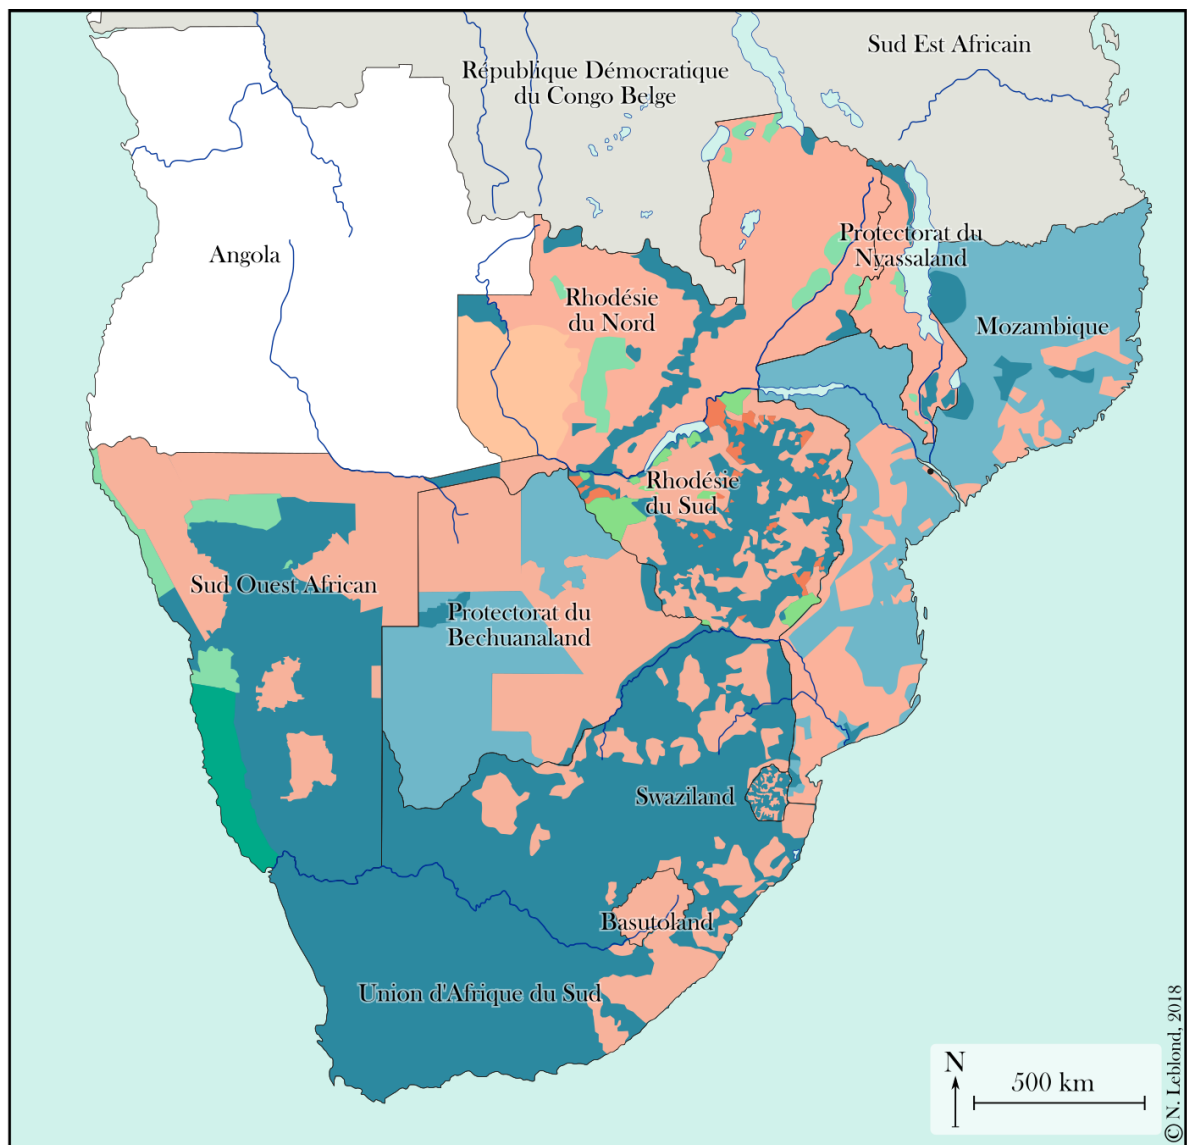 Sud Est Africain
République Démocratique
du Congo Belge
Protectorat du
Nyassaland
Angola
Rhodésie
du Nord
Mozambique
Rhodésie
du Sud
Sud Ouest African
Protectorat du
Bechuanaland
Swaziland
Basutoland
Union d'Afrique du Sud
N
500 km
© N. Leblond, 2018